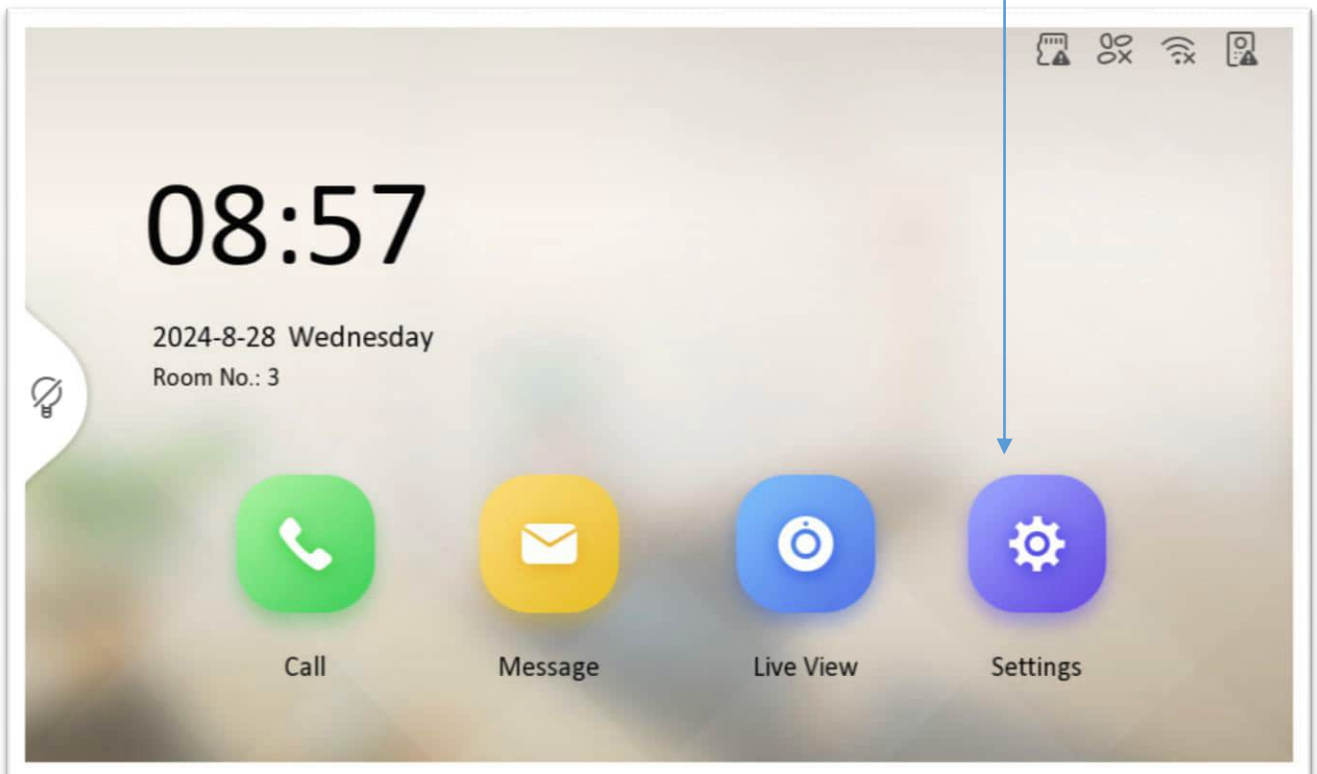 08:57
2024-8-28 Wednesday
Room No.: 3
Call
Message
Live View
Settings